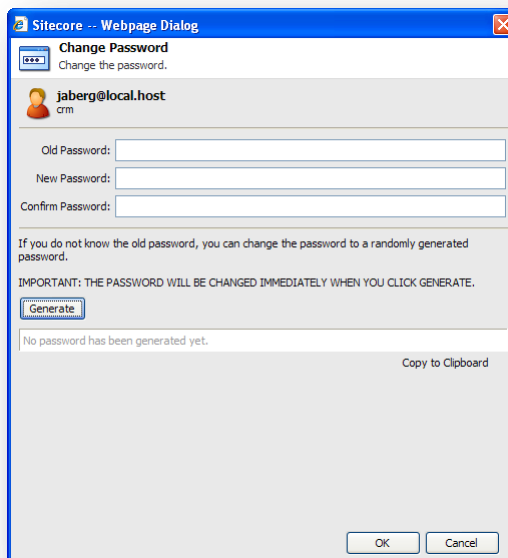 Sitecore -- Webpage Dialog
Change Password
Change the password.
jaberg@local.host
crm
Old Password:
New Password:
Confirm Password:
If you do not know the old password, you can change the password to a randomly generated
password.
IMPORTANT: THE PASSWORD WILL BE CHANGED IMMEDIATELY WHEN YOU CLICK GENERATE.
Generate
No password has been generated yet.
Copy to Clipboard
OK Cancel